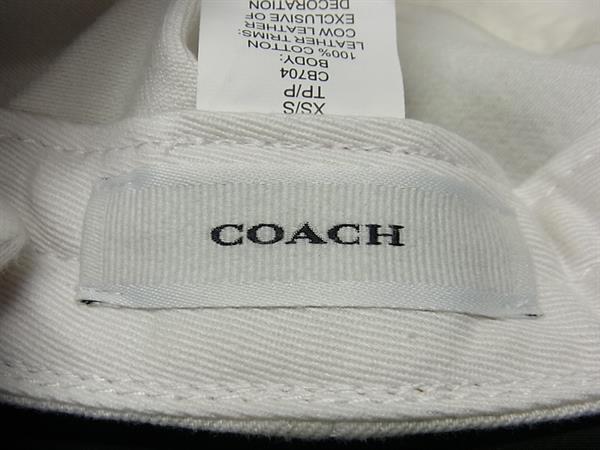 XS/S
TP/P
CB704
BODY:
100% COTTON
LEATHER TRIMS:
COW LEATHER
EXCLUSIVE OF
DECORATION
COACH